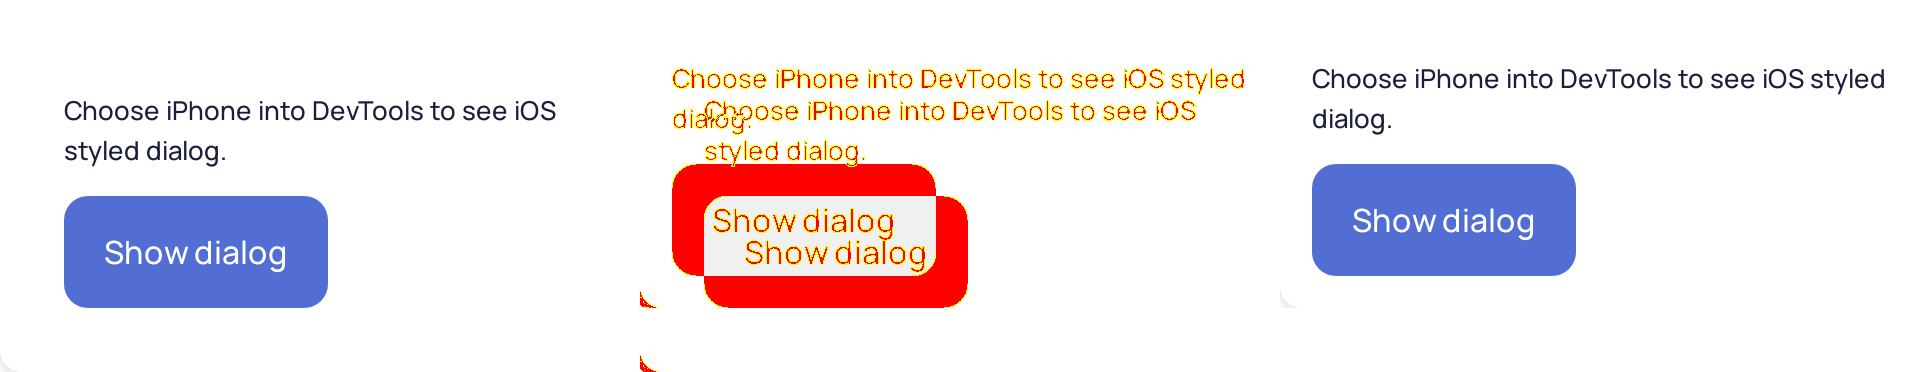 Choose iPhone into DevTools to see iOS
styled dialog.
Show dialog
Choose iPhone into DevTools to see iOS styled
dialog.
Choose iPhone into DevTools to see iOS
styled dialog.
Show dialog
Show dialog
Choose iPhone into DevTools to see iOS styled
dialog.
Show dialog